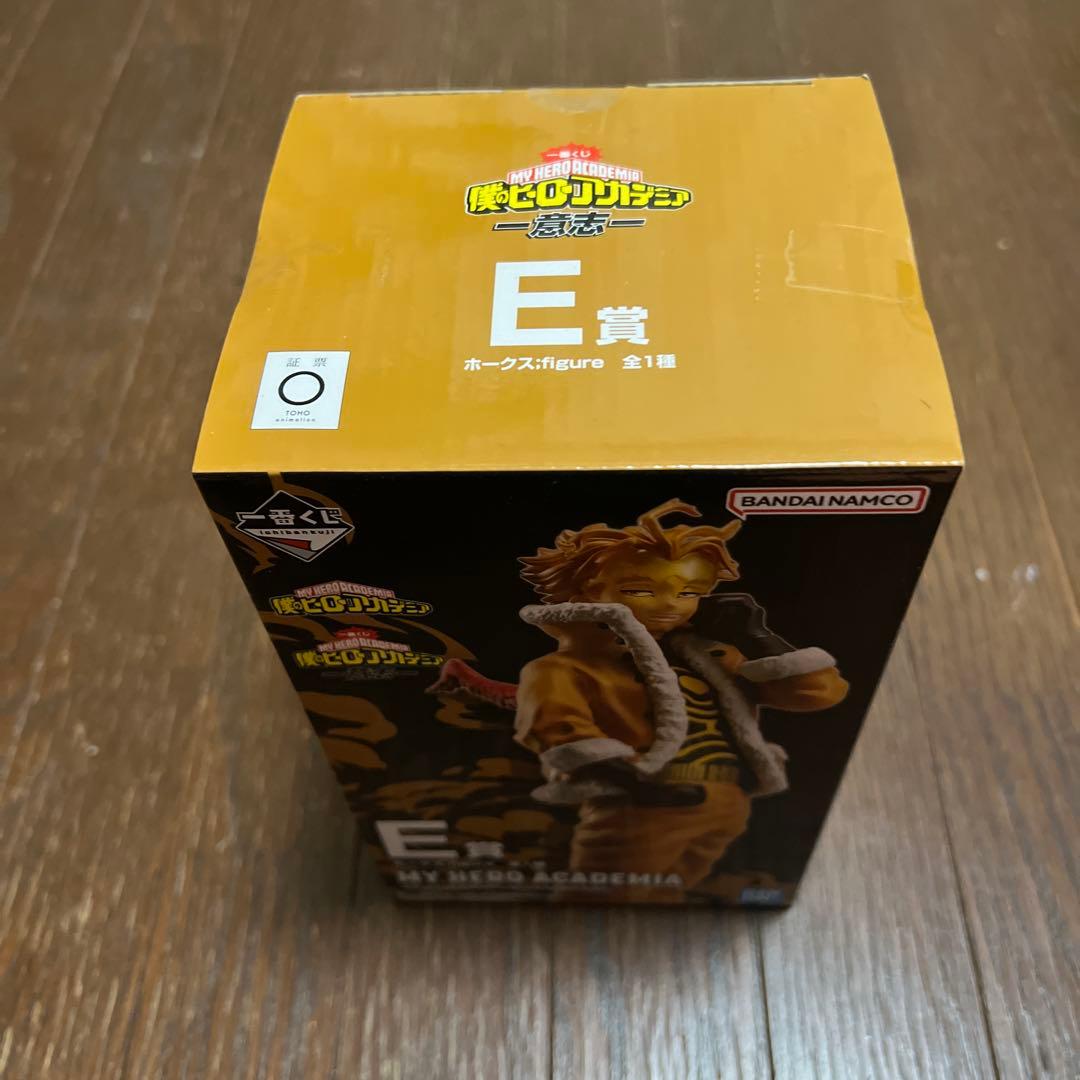 一番くじ
MY HERO ACADEMIA
僕のヒーローアカデミア
ー意志ー
E賞
ホークス;figure 全1種
証票
TOHO
animation
一番くじ
ichibankuji
BANDAI NAMCO
MY HERO ACADEMIA
僕のヒーローアカデミア
一番くじ
MY HERO ACADEMIA
僕のヒーローアカデミア
ー意志ー
E賞
MY HERO ACADEMIA